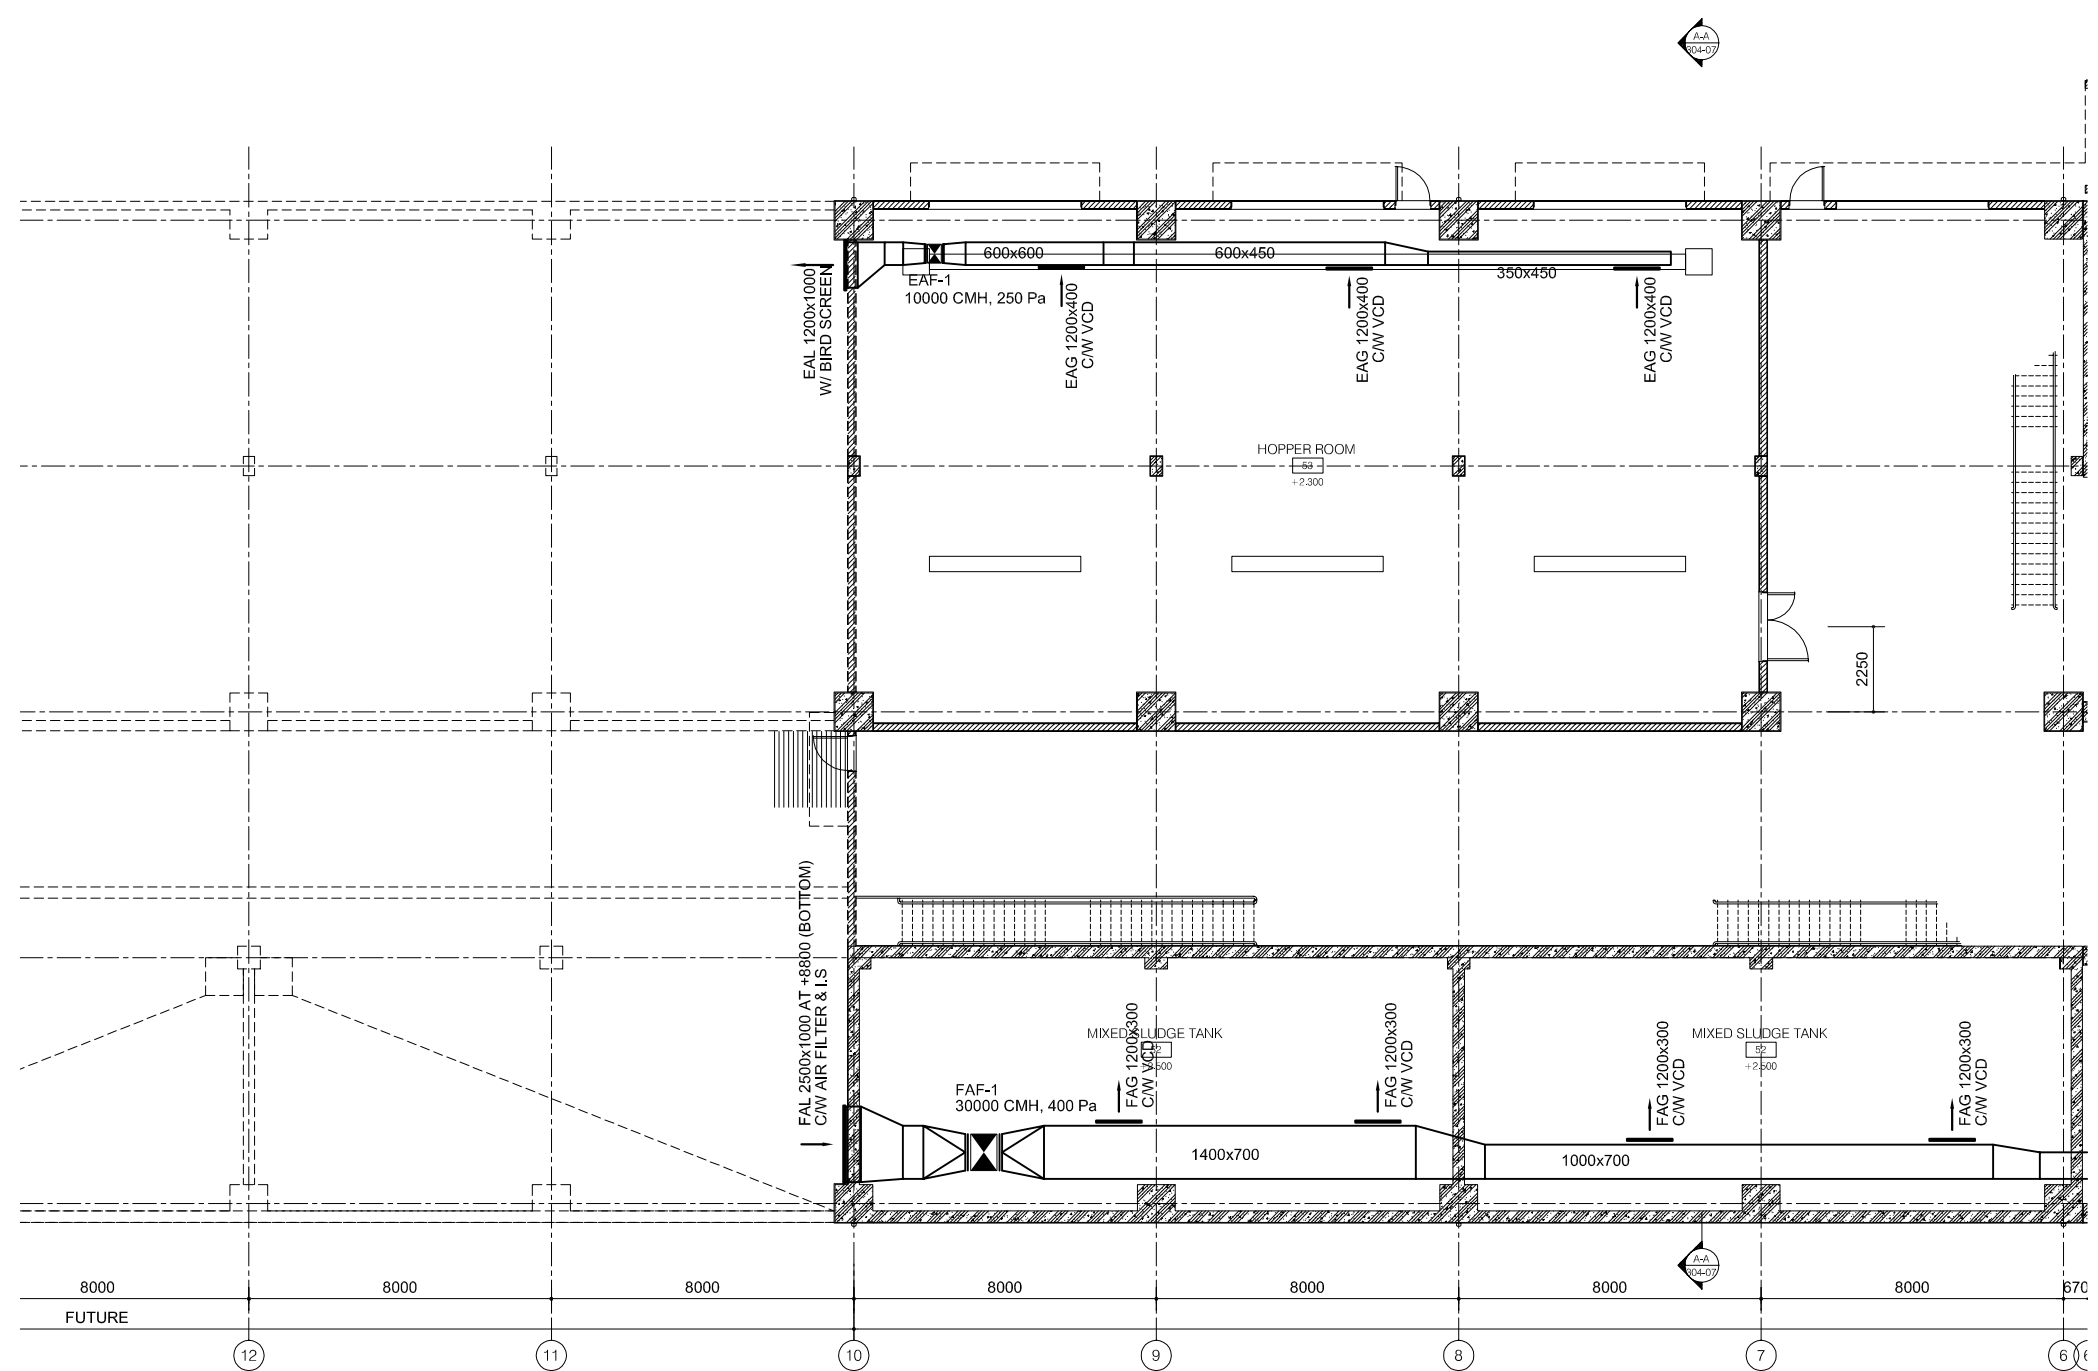 A-A
304-07
600x600
600x450
350x450
EAF-1
10000 CMH, 250 Pa
EAL 1200x1000
W/ BIRD SCREEN
EAG 1200x400
C/W VCD
EAG 1200x400
C/W VCD
EAG 1200x400
C/W VCD
HOPPER ROOM
53
+2.300
2250
FAL 2500x1000 AT +8800 (BOTTOM)
C/W AIR FILTER & I.S
MIXED SLUDGE TANK
52
FAG 1200x300
C/W VCD
FAG 1200x300
C/W VCD
MIXED SLUDGE TANK
52
+2.500
FAG 1200x300
C/W VCD
FAG 1200x300
C/W VCD
FAF-1
30000 CMH, 400 Pa
1400x700
1000x700
A-A
304-07
8000
8000
8000
8000
8000
8000
8000
FUTURE
12
11
10
9
8
7
6